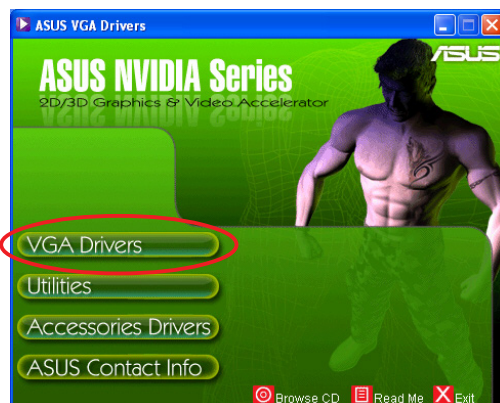 ASUS VGA Drivers
ASUS
ASUS NVIDIA Series
2D/3D Graphics & Video Accelerator
VGA Drivers
Utilities
Accessories Drivers
ASUS Contact Info
Browse CD Read Me Exit